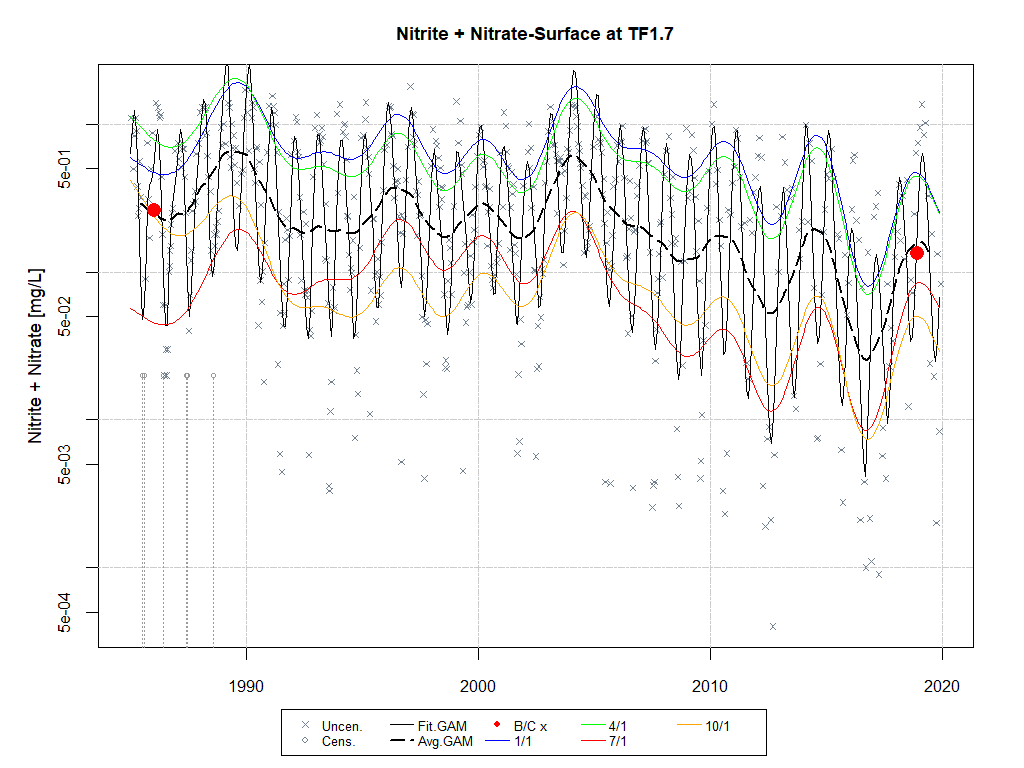 Nitrite + Nitrate-Surface at TF1.7
Nitrite + Nitrate [mg/L]
5e-01
5e-02
5e-03
5e-04
1990 2000 2010 2020
Uncen. Fit.GAM B/C x 4/1 10/1
Cens. Avg.GAM 1/1 7/1